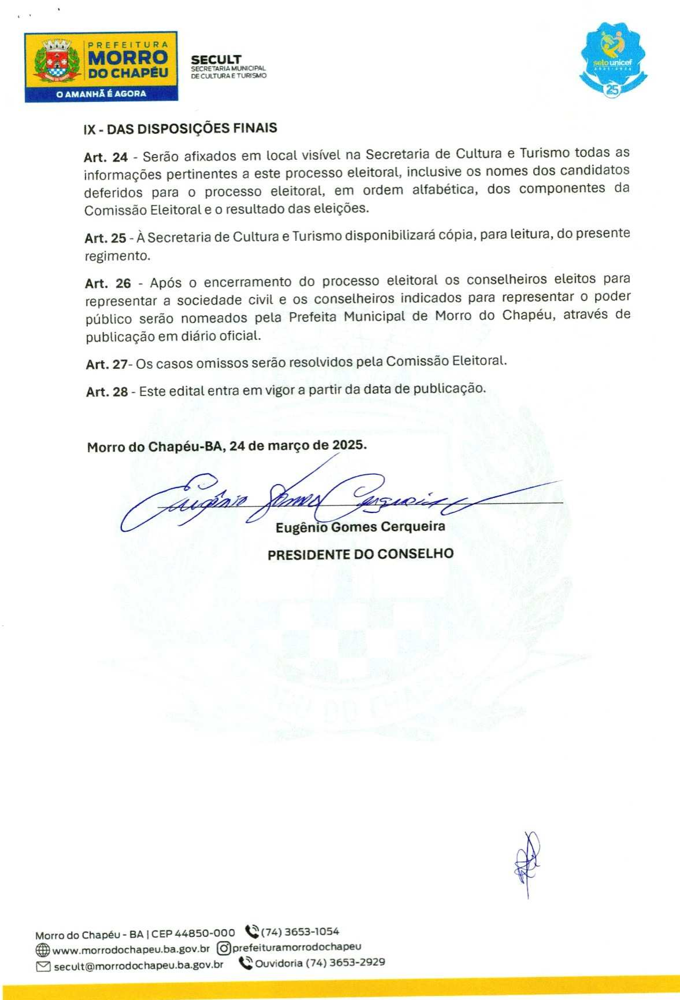 PREFEITURA
MORRO
DO CHAPÉU
O AMANHÃ É AGORA
SECULT
SECRETARIA MUNICIPAL
DE CULTURA E TURISMO
selo unicef
2021-2024
25
IX - DAS DISPOSIÇÕES FINAIS
Art. 24 - Serão afixados em local visível na Secretaria de Cultura e Turismo todas as
informações pertinentes a este processo eleitoral, inclusive os nomes dos candidatos
deferidos para o processo eleitoral, em ordem alfabética, dos componentes da
Comissão Eleitoral e o resultado das eleições.
Art. 25 - À Secretaria de Cultura e Turismo disponibilizará cópia, para leitura, do presente
regimento.
Art. 26 - Após o encerramento do processo eleitoral os conselheiros eleitos para
representar a sociedade civil e os conselheiros indicados para representar o poder
público serão nomeados pela Prefeita Municipal de Morro do Chapéu, através de
publicação em diário oficial.
Art. 27- Os casos omissos serão resolvidos pela Comissão Eleitoral.
Art. 28 - Este edital entra em vigor a partir da data de publicação.
Morro do Chapéu-BA, 24 de março de 2025.
Eugênio Gomes Cerqueira
Eugênio Gomes Cerqueira
PRESIDENTE DO CONSELHO
Morro do Chapéu - BA | CEP 44850-000 (74) 3653-1054
www.morrodochapeu.ba.gov.br prefeituramorrodochapeu
secult@morrodochapeu.ba.gov.br Ouvidoria (74) 3653-2929